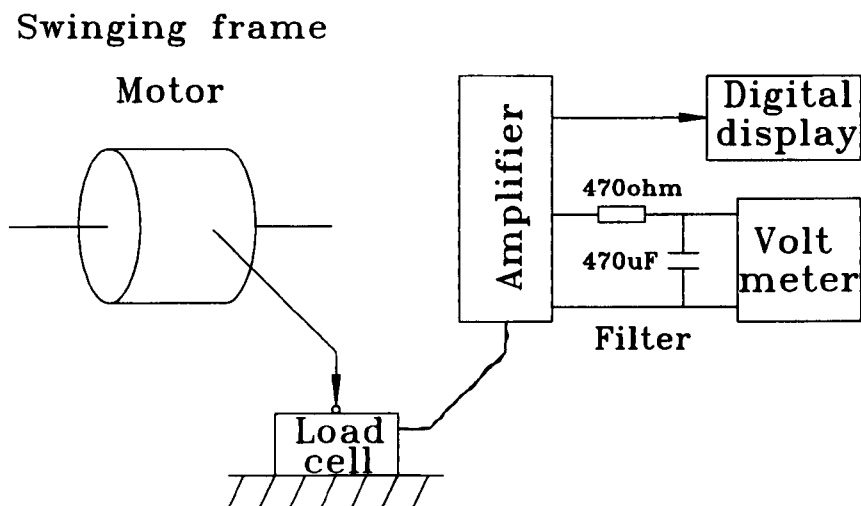 Swinging frame
Motor
Amplifier
Digital
display
470ohm
470uF
Volt
meter
Filter
Load
cell